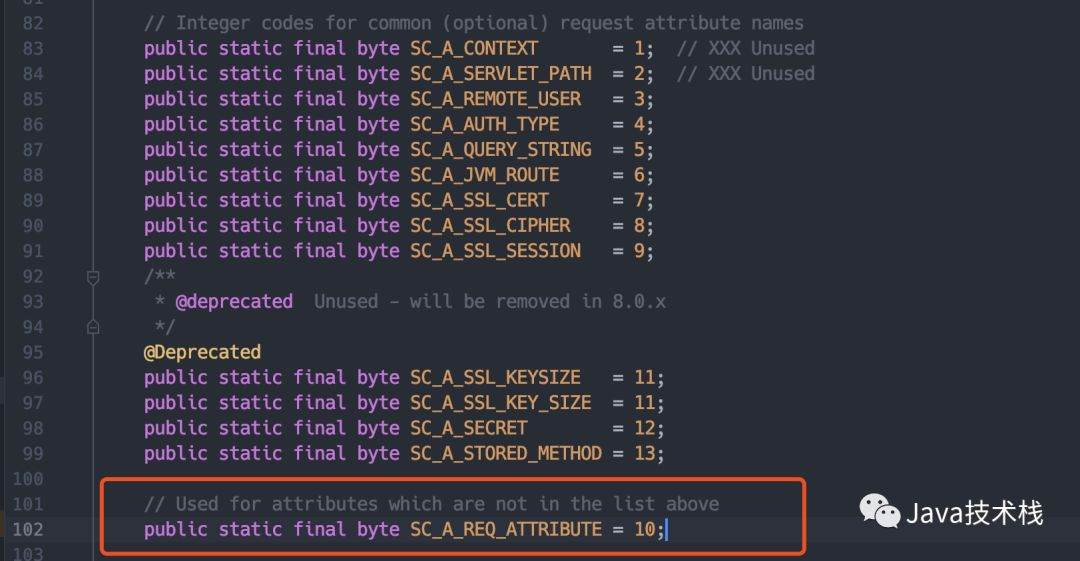 82 // Integer codes for common (optional) request attribute names
83 public static final byte SC_A_CONTEXT = 1; // XXX Unused
84 public static final byte SC_A_SERVLET_PATH = 2; // XXX Unused
85 public static final byte SC_A_REMOTE_USER = 3;
86 public static final byte SC_A_AUTH_TYPE = 4;
87 public static final byte SC_A_QUERY_STRING = 5;
88 public static final byte SC_A_JVM_ROUTE = 6;
89 public static final byte SC_A_SSL_CERT = 7;
90 public static final byte SC_A_SSL_CIPHER = 8;
91 public static final byte SC_A_SSL_SESSION = 9;
92 /**
93 * @deprecated Unused - will be removed in 8.0.x
94 */
95 @Deprecated
96 public static final byte SC_A_SSL_KEYSIZE = 11;
97 public static final byte SC_A_SSL_KEY_SIZE = 11;
98 public static final byte SC_A_SECRET = 12;
99 public static final byte SC_A_STORED_METHOD = 13;
100
101 // Used for attributes which are not in the list above
102 public static final byte SC_A_REQ_ATTRIBUTE = 10;
103
Java技术栈